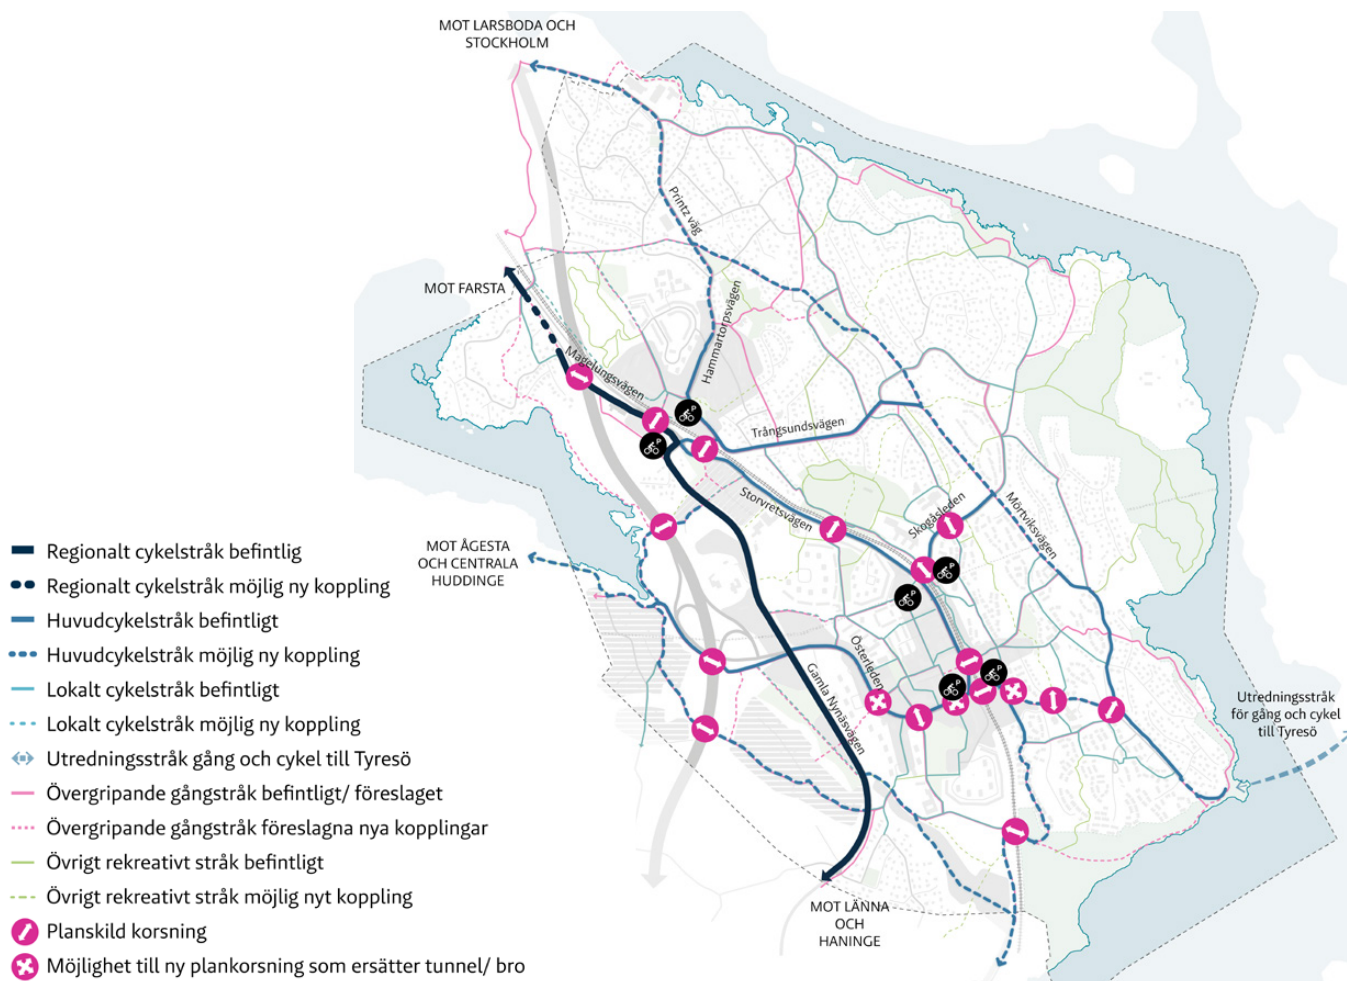 MOT LARSBODA OCH
STOCKHOLM
Printz väg
MOT FARSTA
Hammartorpsvägen
Magelungsvägen
Trångsundsvägen
Storvretsvägen
Skogåsleden
Mörtviksvägen
MOT ÅGESTA
OCH CENTRALA
HUDDINGE
Österleden
Gamla Nynäsvägen
Utredningsstråk
för gång och cykel
till Tyresö
MOT LÄNNA
OCH
HANINGE
P
P
P
P
P
P
Regionalt cykelstråk befintlig
Regionalt cykelstråk möjlig ny koppling
Huvudcykelstråk befintligt
Huvudcykelstråk möjlig ny koppling
Lokalt cykelstråk befintligt
Lokalt cykelstråk möjlig ny koppling
Utredningsstråk gång och cykel till Tyresö
Övergripande gångstråk befintligt/ föreslaget
Övergripande gångstråk föreslagna nya kopplingar
Övrigt rekreativt stråk befintligt
Övrigt rekreativt stråk möjlig nyt koppling
Planskild korsning
Möjlighet till ny plankorsning som ersätter tunnel/ bro